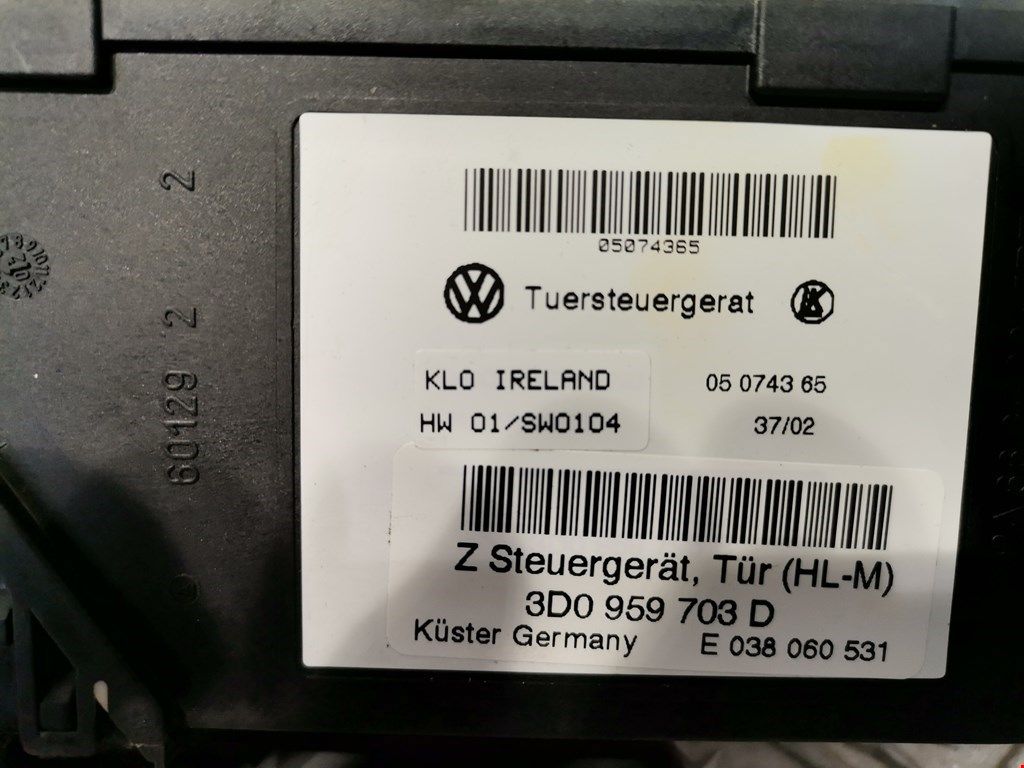 05074365
Tuersteuergerat
KLO IRELAND
05 0743 65
HW 01/SW0104
37/02
Z Steuergerät, Tür (HL-M)
3D0 959 703 D
Küster Germany
E 038 060 531
60129 2 2